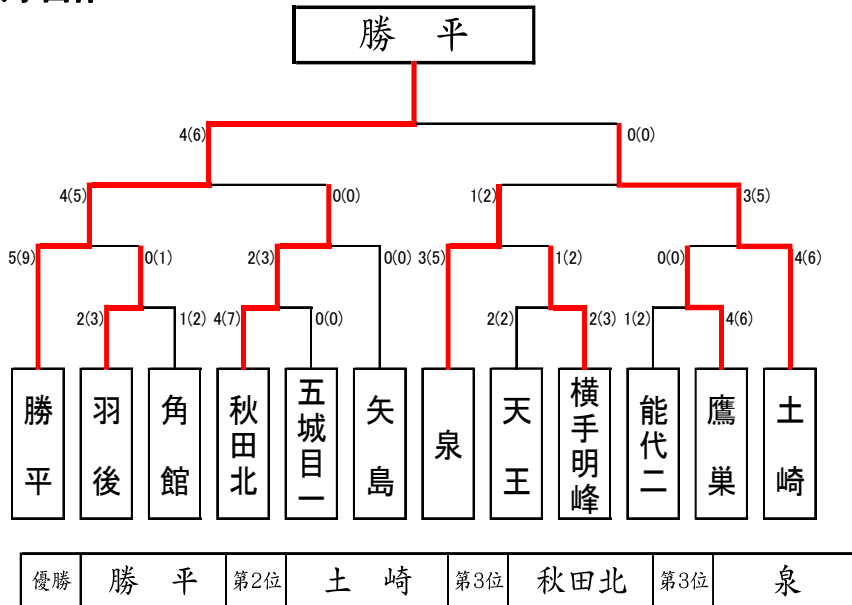 勝 平
4(6) 0(0)
4(5) 0(0) 1(2) 3(5)
5(9) 0(1) 2(3) 0(0) 3(5) 1(2) 0(0) 4(6)
2(3) 1(2) 4(7) 0(0) 2(2) 2(3) 1(2) 4(6)
勝平
羽後
角館
秋田北
五城目一
矢島
泉
天王
横手明峰
能代二
鷹巣
土崎
優勝 勝 平 第2位 土 崎 第3位 秋田北 第3位 泉